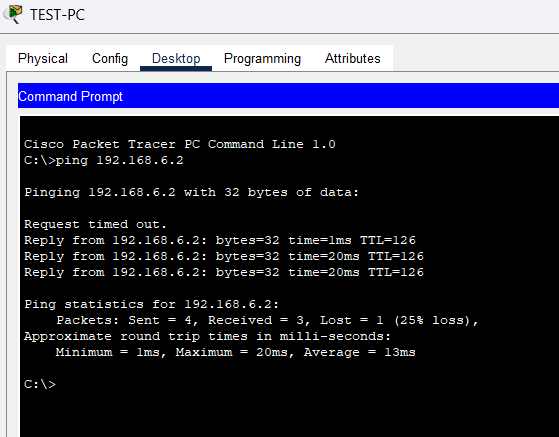 TEST-PC
Physical Config Desktop Programming Attributes
Command Prompt
Cisco Packet Tracer PC Command Line 1.0
C:\>ping 192.168.6.2
Pinging 192.168.6.2 with 32 bytes of data:
Request timed out.
Reply from 192.168.6.2: bytes=32 time=1ms TTL=126
Reply from 192.168.6.2: bytes=32 time=20ms TTL=126
Reply from 192.168.6.2: bytes=32 time=20ms TTL=126
Ping statistics for 192.168.6.2:
Packets: Sent = 4, Received = 3, Lost = 1 (25% loss),
Approximate round trip times in milli-seconds:
Minimum = 1ms, Maximum = 20ms, Average = 13ms
C:\>